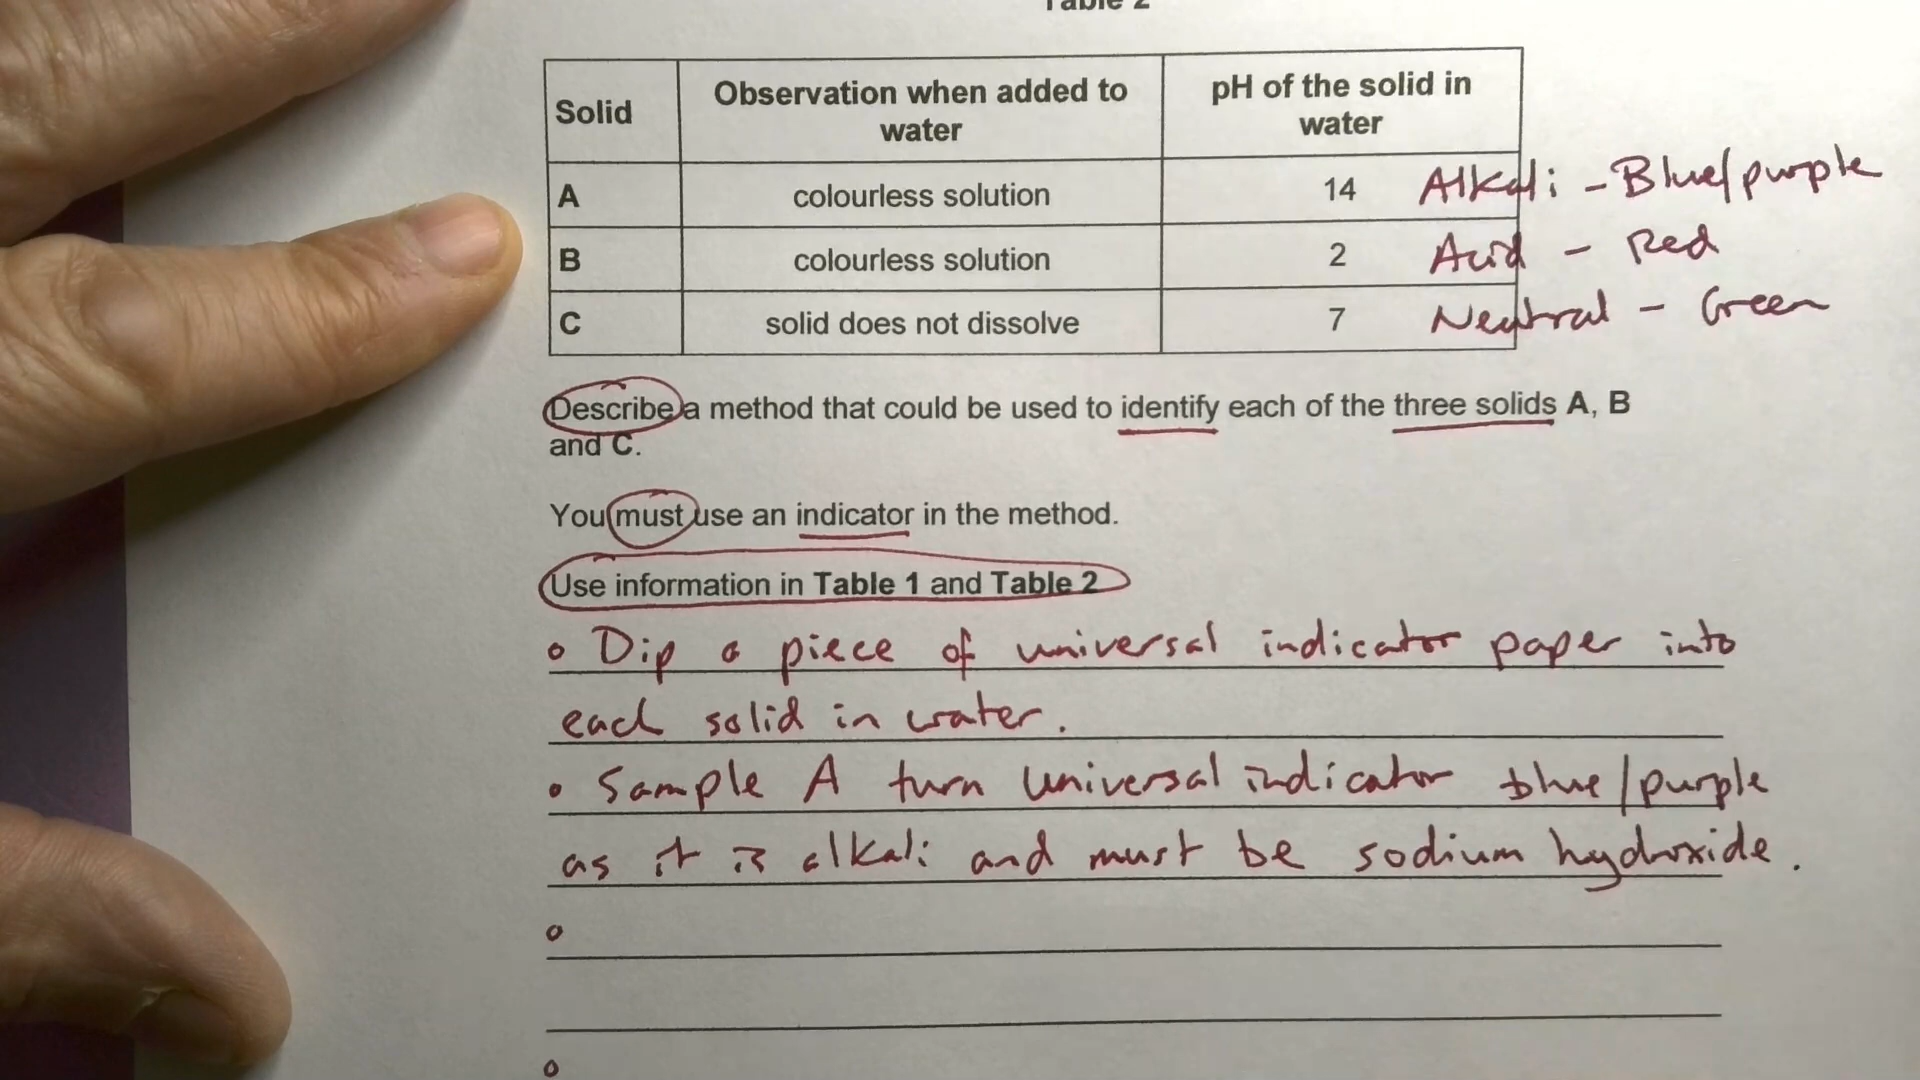 Table 2
Solid
Observation when added to
water
pH of the solid in
water
A
colourless solution
14
Alkali - Blue/purple
B
colourless solution
2
Acid - Red
C
solid does not dissolve
7
Neutral - Green
Describe a method that could be used to identify each of the three solids A, B
and C.
You must use an indicator in the method.
Use information in Table 1 and Table 2
Dip a piece of universal indicator paper into
each solid in water.
Sample A turn universal indicator blue/purple
as it is alkali and must be sodium hydroxide.